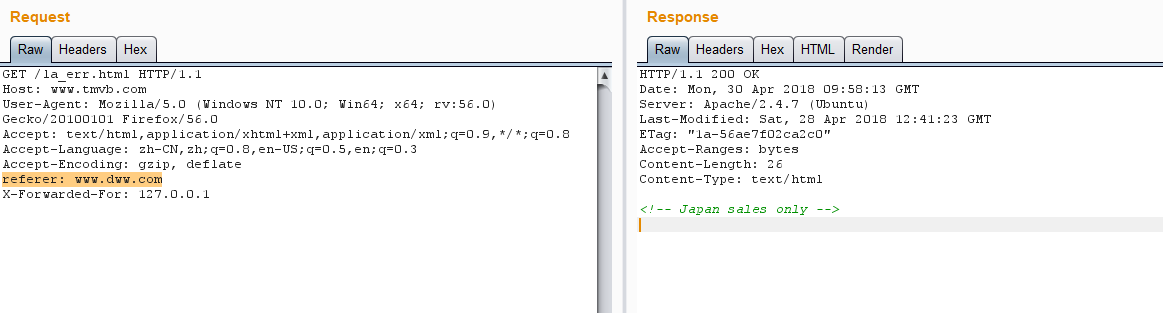 Request
Raw Headers Hex
GET /la_err.html HTTP/1.1
Host: www.tmvb.com
User-Agent: Mozilla/5.0 (Windows NT 10.0; Win64; x64; rv:56.0)
Gecko/20100101 Firefox/56.0
Accept: text/html,application/xhtml+xml,application/xml;q=0.9,*/*;q=0.8
Accept-Language: zh-CN,zh;q=0.8,en-US;q=0.5,en;q=0.3
Accept-Encoding: gzip, deflate
referer: www.dww.com
X-Forwarded-For: 127.0.0.1
Response
Raw Headers Hex HTML Render
HTTP/1.1 200 OK
Date: Mon, 30 Apr 2018 09:58:13 GMT
Server: Apache/2.4.7 (Ubuntu)
Last-Modified: Sat, 28 Apr 2018 12:41:23 GMT
ETag: "1a-56ae7f02ca2c0"
Accept-Ranges: bytes
Content-Length: 26
Content-Type: text/html
<!-- Japan sales only -->